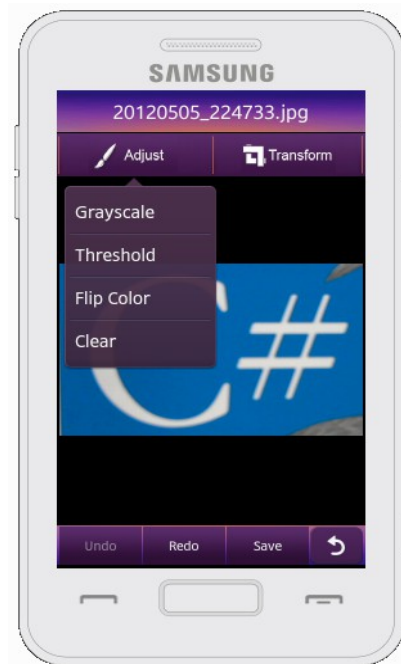 SAMSUNG
20120505_224733.jpg
Adjust Transform
Grayscale
Threshold
Flip Color
Clear
C#
Undo Redo Save